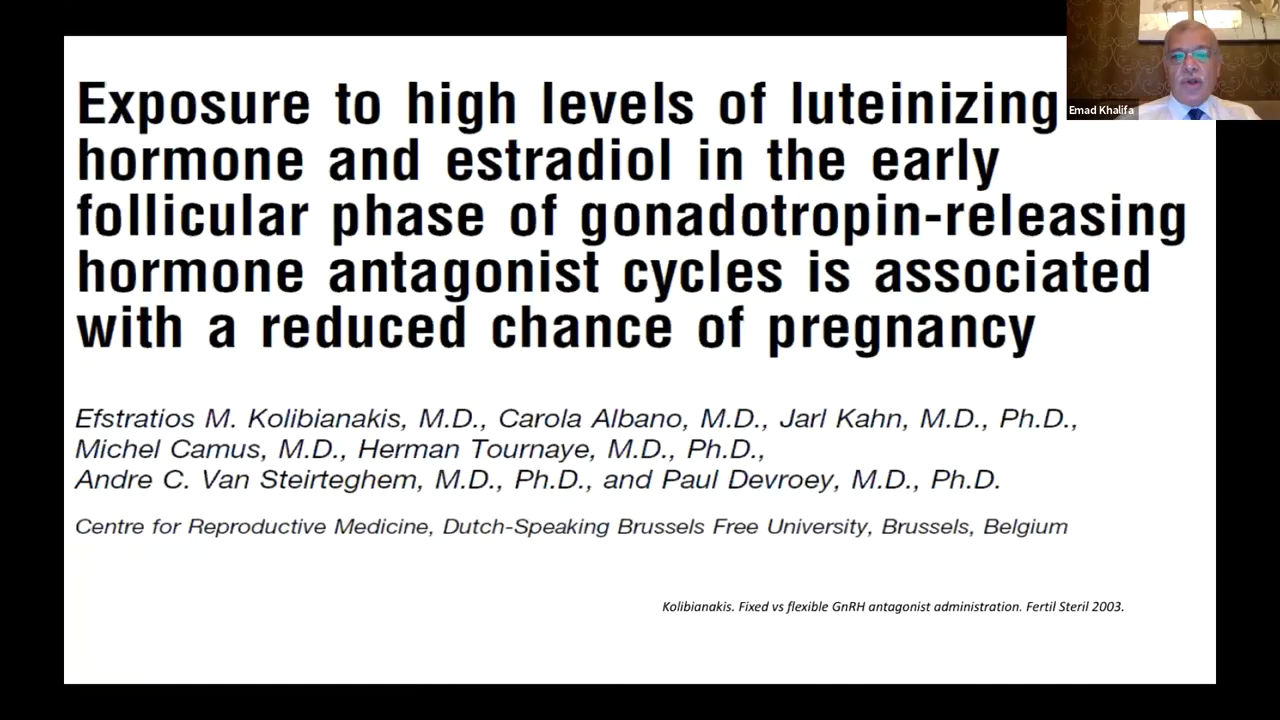 Exposure to high levels of luteinizing
hormone and estradiol in the early
follicular phase of gonadotropin-releasing
hormone antagonist cycles is associated
with a reduced chance of pregnancy
Efstratios M. Kolibianakis, M.D., Carola Albano, M.D., Jarl Kahn, M.D., Ph.D.,
Michel Camus, M.D., Herman Tournaye, M.D., Ph.D.,
Andre C. Van Steirteghem, M.D., Ph.D., and Paul Devroey, M.D., Ph.D.
Centre for Reproductive Medicine, Dutch-Speaking Brussels Free University, Brussels, Belgium
Kolibianakis. Fixed vs flexible GnRH antagonist administration. Fertil Steril 2003.
Emad Khalifa